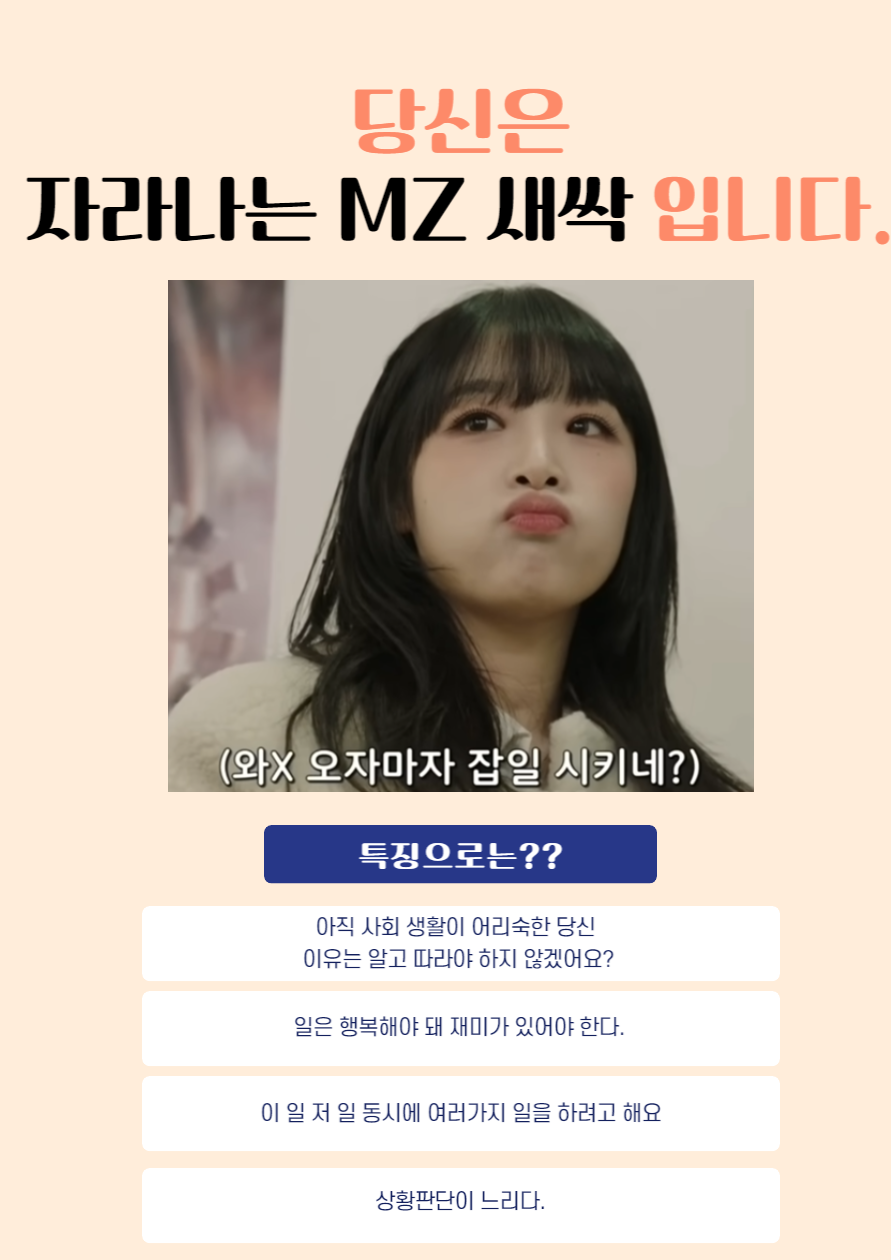 당신은
자라나는 MZ 새싹 입니다.
(와X 오자마자 잡일 시키네?)
특징으로는??
아직 사회 생활이 어리숙한 당신
이유는 알고 따라야 하지 않겠어요?
일은 행복해야 돼 재미가 있어야 한다.
이 일 저 일 동시에 여러가지 일을 하려고 해요
상황판단이 느리다.